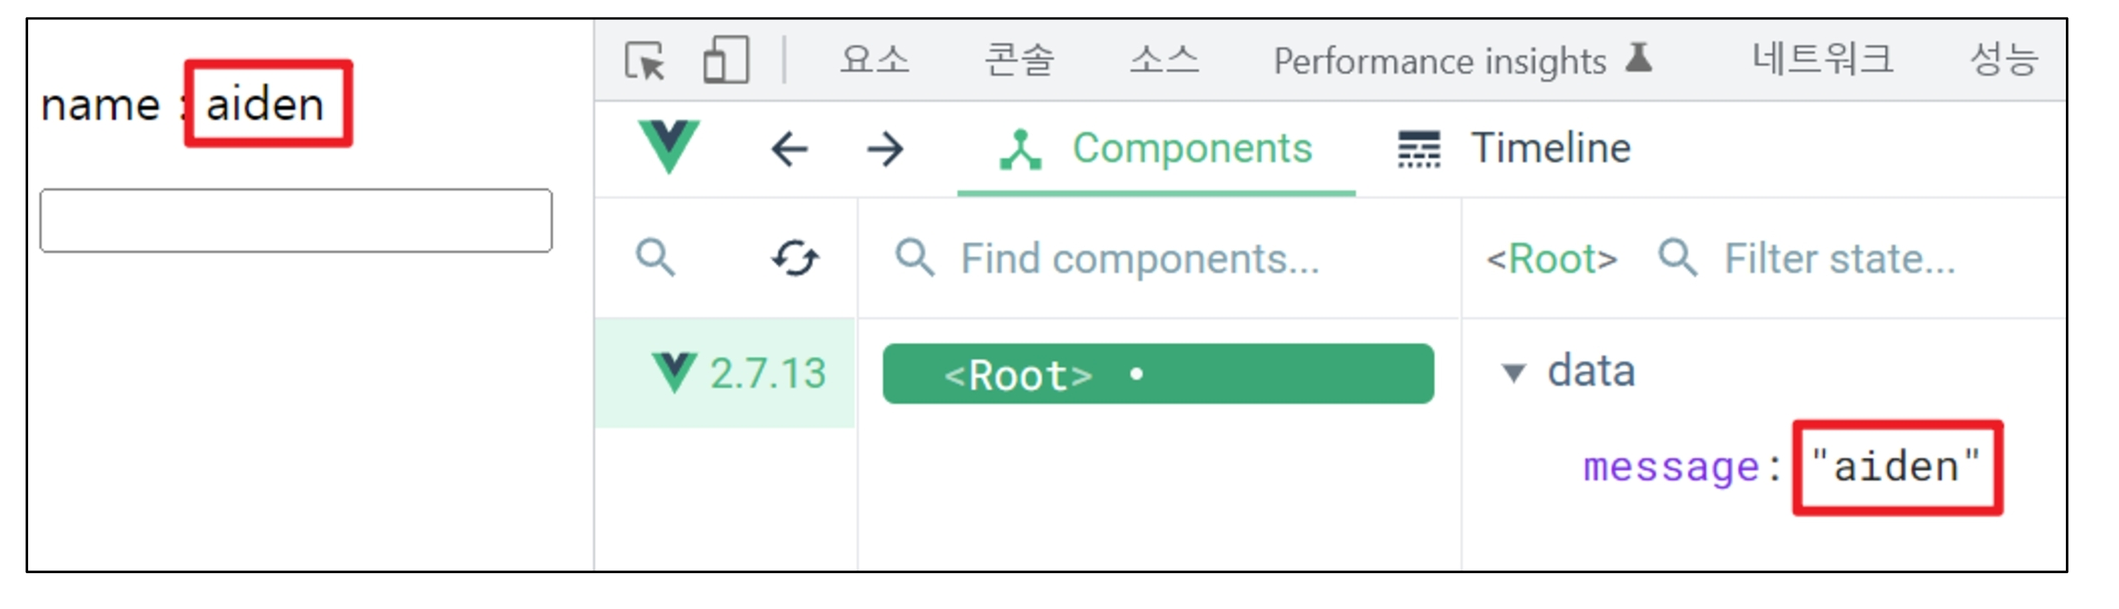 name : aiden
요소 콘솔 소스 Performance insights 네트워크 성능
Components Timeline
Find components... <Root> Filter state...
2.7.13 <Root> data
message: "aiden"